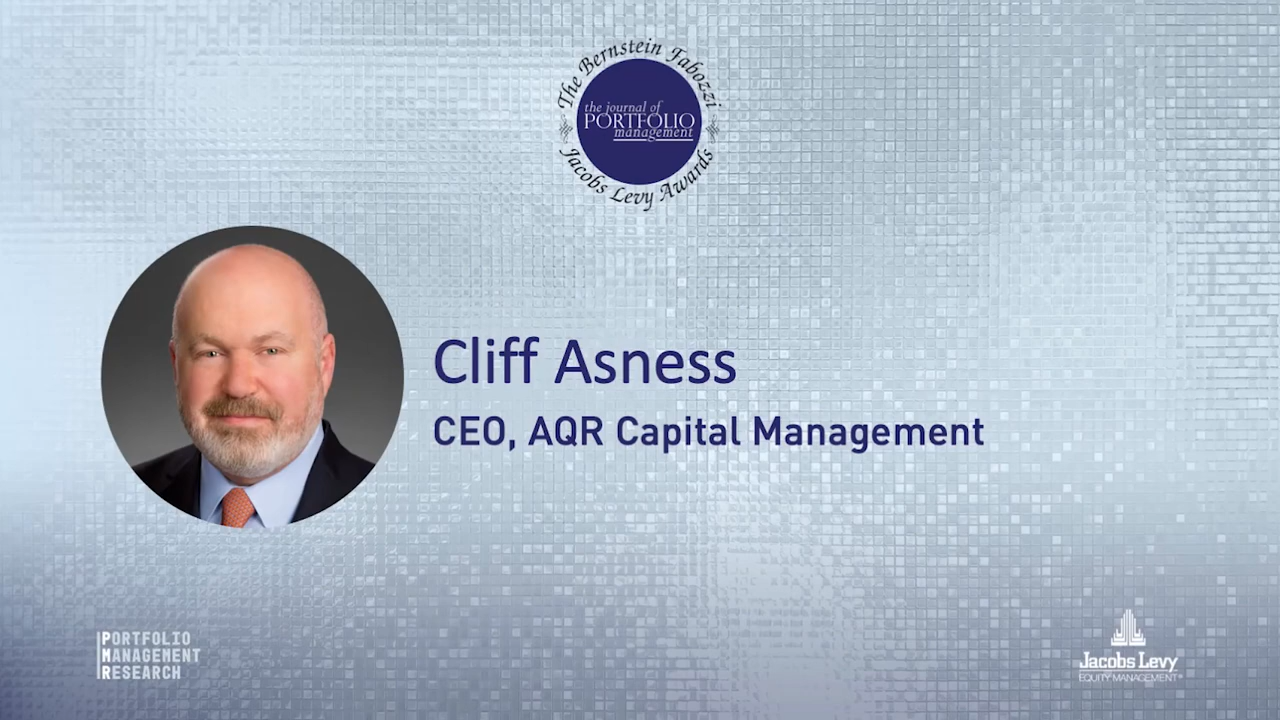 The Bernstein Fabozzi
the journal of
PORTFOLIO
management
Jacobs Levy Awards
Cliff Asness
CEO, AQR Capital Management
PORTFOLIO
MANAGEMENT
RESEARCH
Jacobs Levy
EQUITY MANAGEMENT®